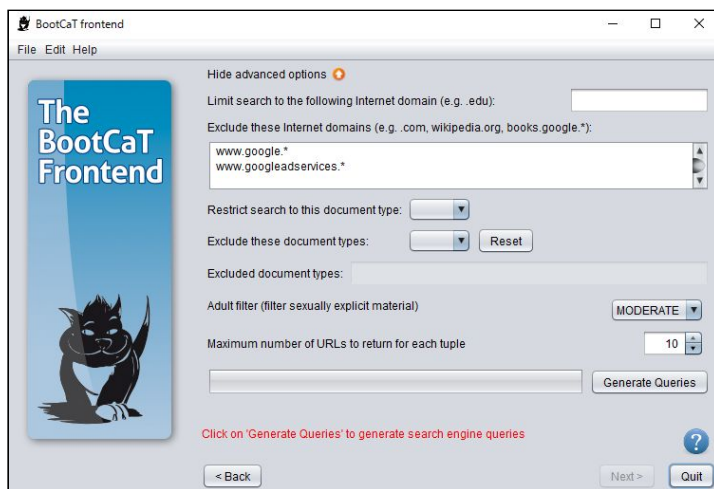 BootCaT frontend
File Edit Help
The
BootCaT
Frontend
Hide advanced options
Limit search to the following Internet domain (e.g. .edu):
Exclude these Internet domains (e.g. .com, wikipedia.org, books.google.*):
www.google.*
www.googleadservices.*
Restrict search to this document type:
Exclude these document types: Reset
Excluded document types:
Adult filter (filter sexually explicit material) MODERATE
Maximum number of URLs to return for each tuple 10
Generate Queries
Click on 'Generate Queries' to generate search engine queries
?
< Back Next > Quit